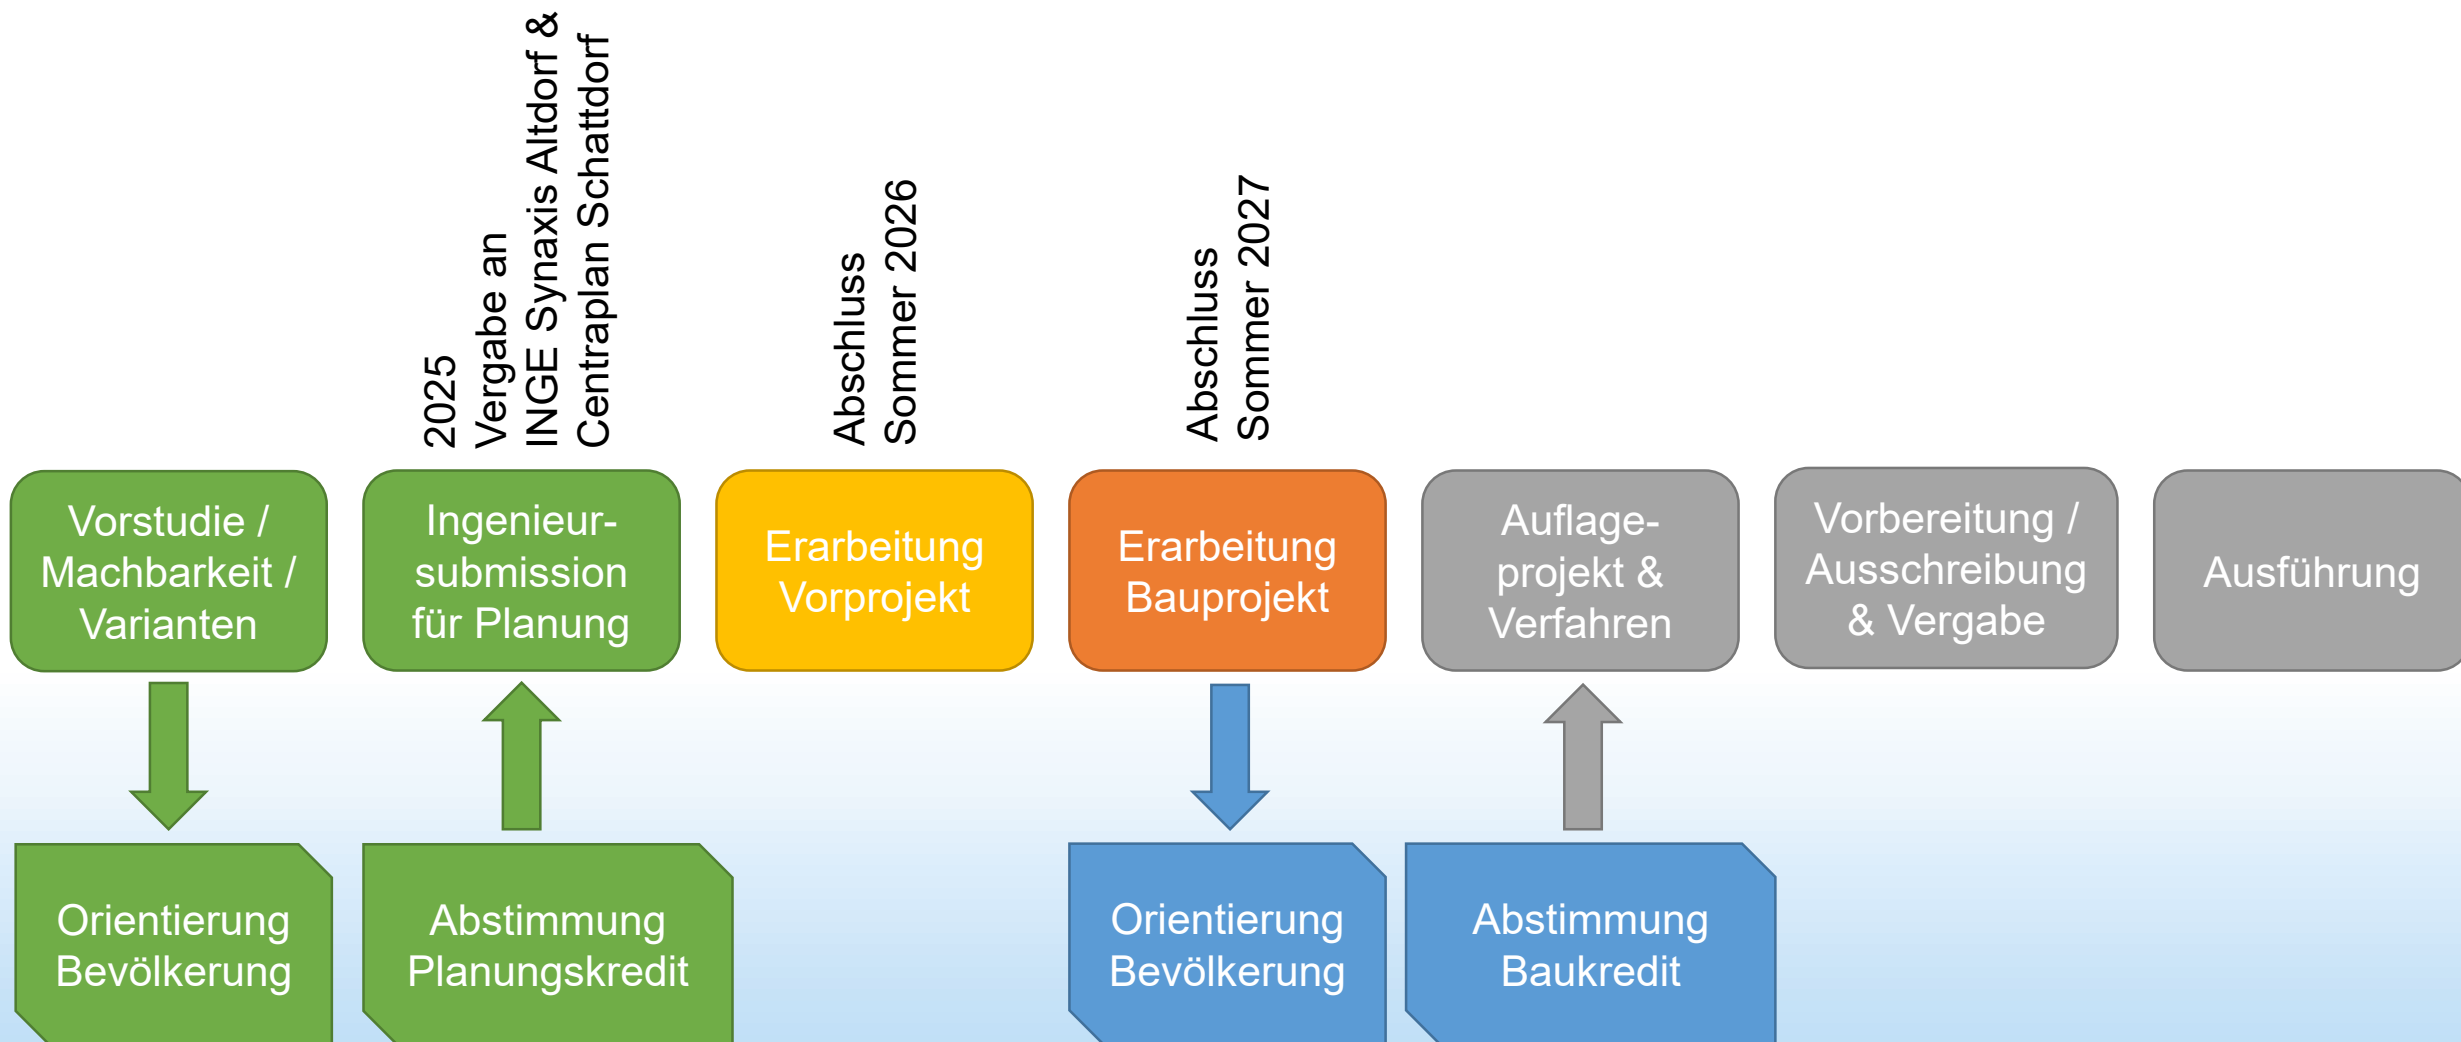 2025
Vergabe an
INGE Synaxis Altdorf &
Centraplan Schattdorf
Abschluss
Sommer 2026
Abschluss
Sommer 2027
Vorstudie /
Machbarkeit /
Varianten
Ingenieur-
submission
für Planung
Erarbeitung
Vorprojekt
Erarbeitung
Bauprojekt
Auflage-
projekt &
Verfahren
Vorbereitung /
Ausschreibung
& Vergabe
Ausführung
Orientierung
Bevölkerung
Abstimmung
Planungskredit
Orientierung
Bevölkerung
Abstimmung
Baukredit